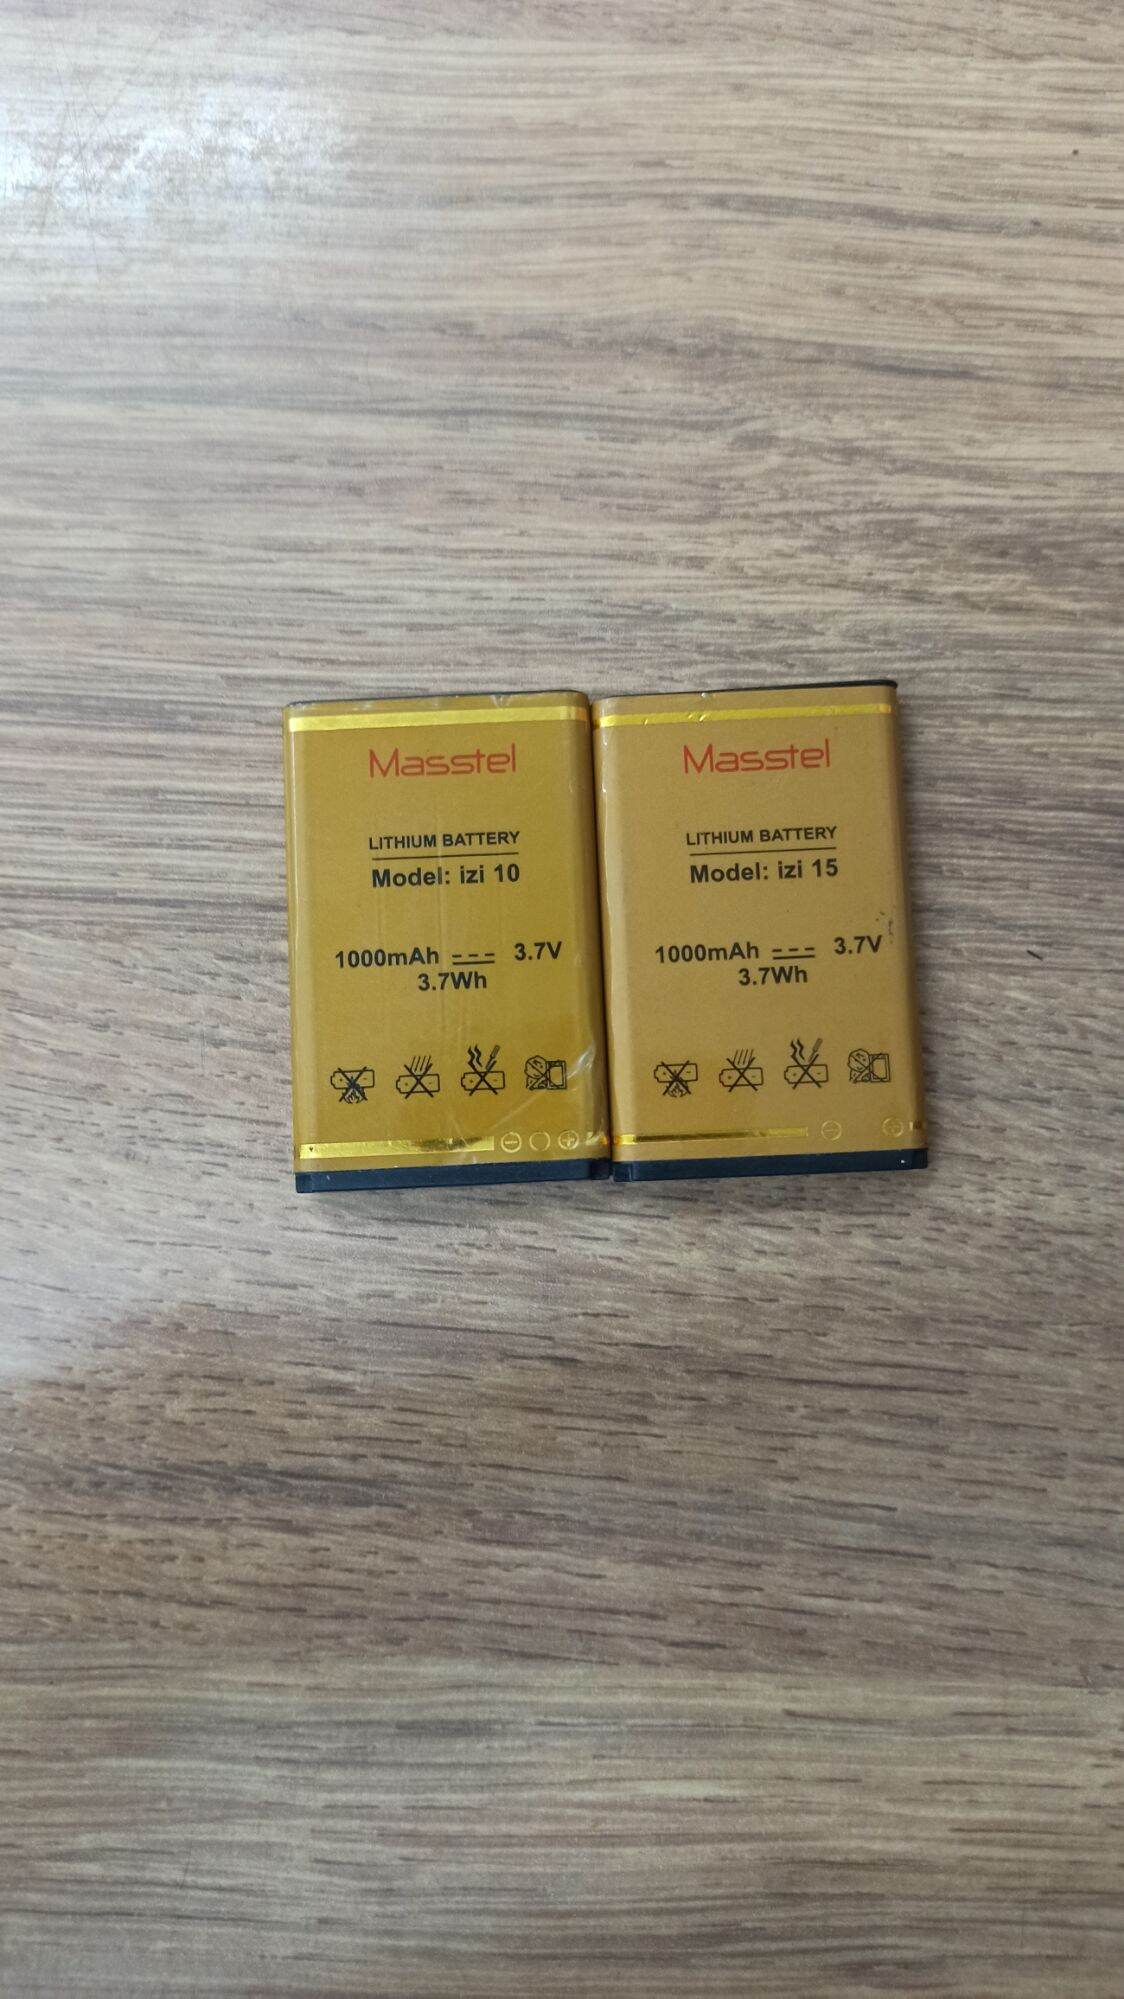 Masstel
LITHIUM BATTERY
Model: izi 10
1000mAh 3.7V
3.7Wh
Masstel
LITHIUM BATTERY
Model: izi 15
1000mAh 3.7V
3.7Wh